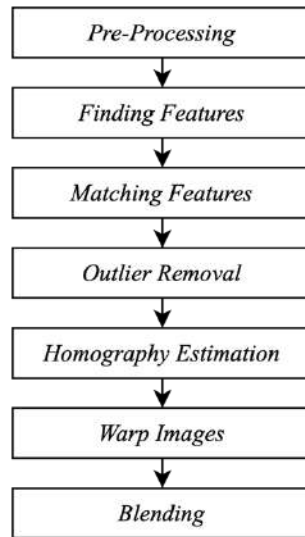 Pre-Processing
Finding Features
Matching Features
Outlier Removal
Homography Estimation
Warp Images
Blending